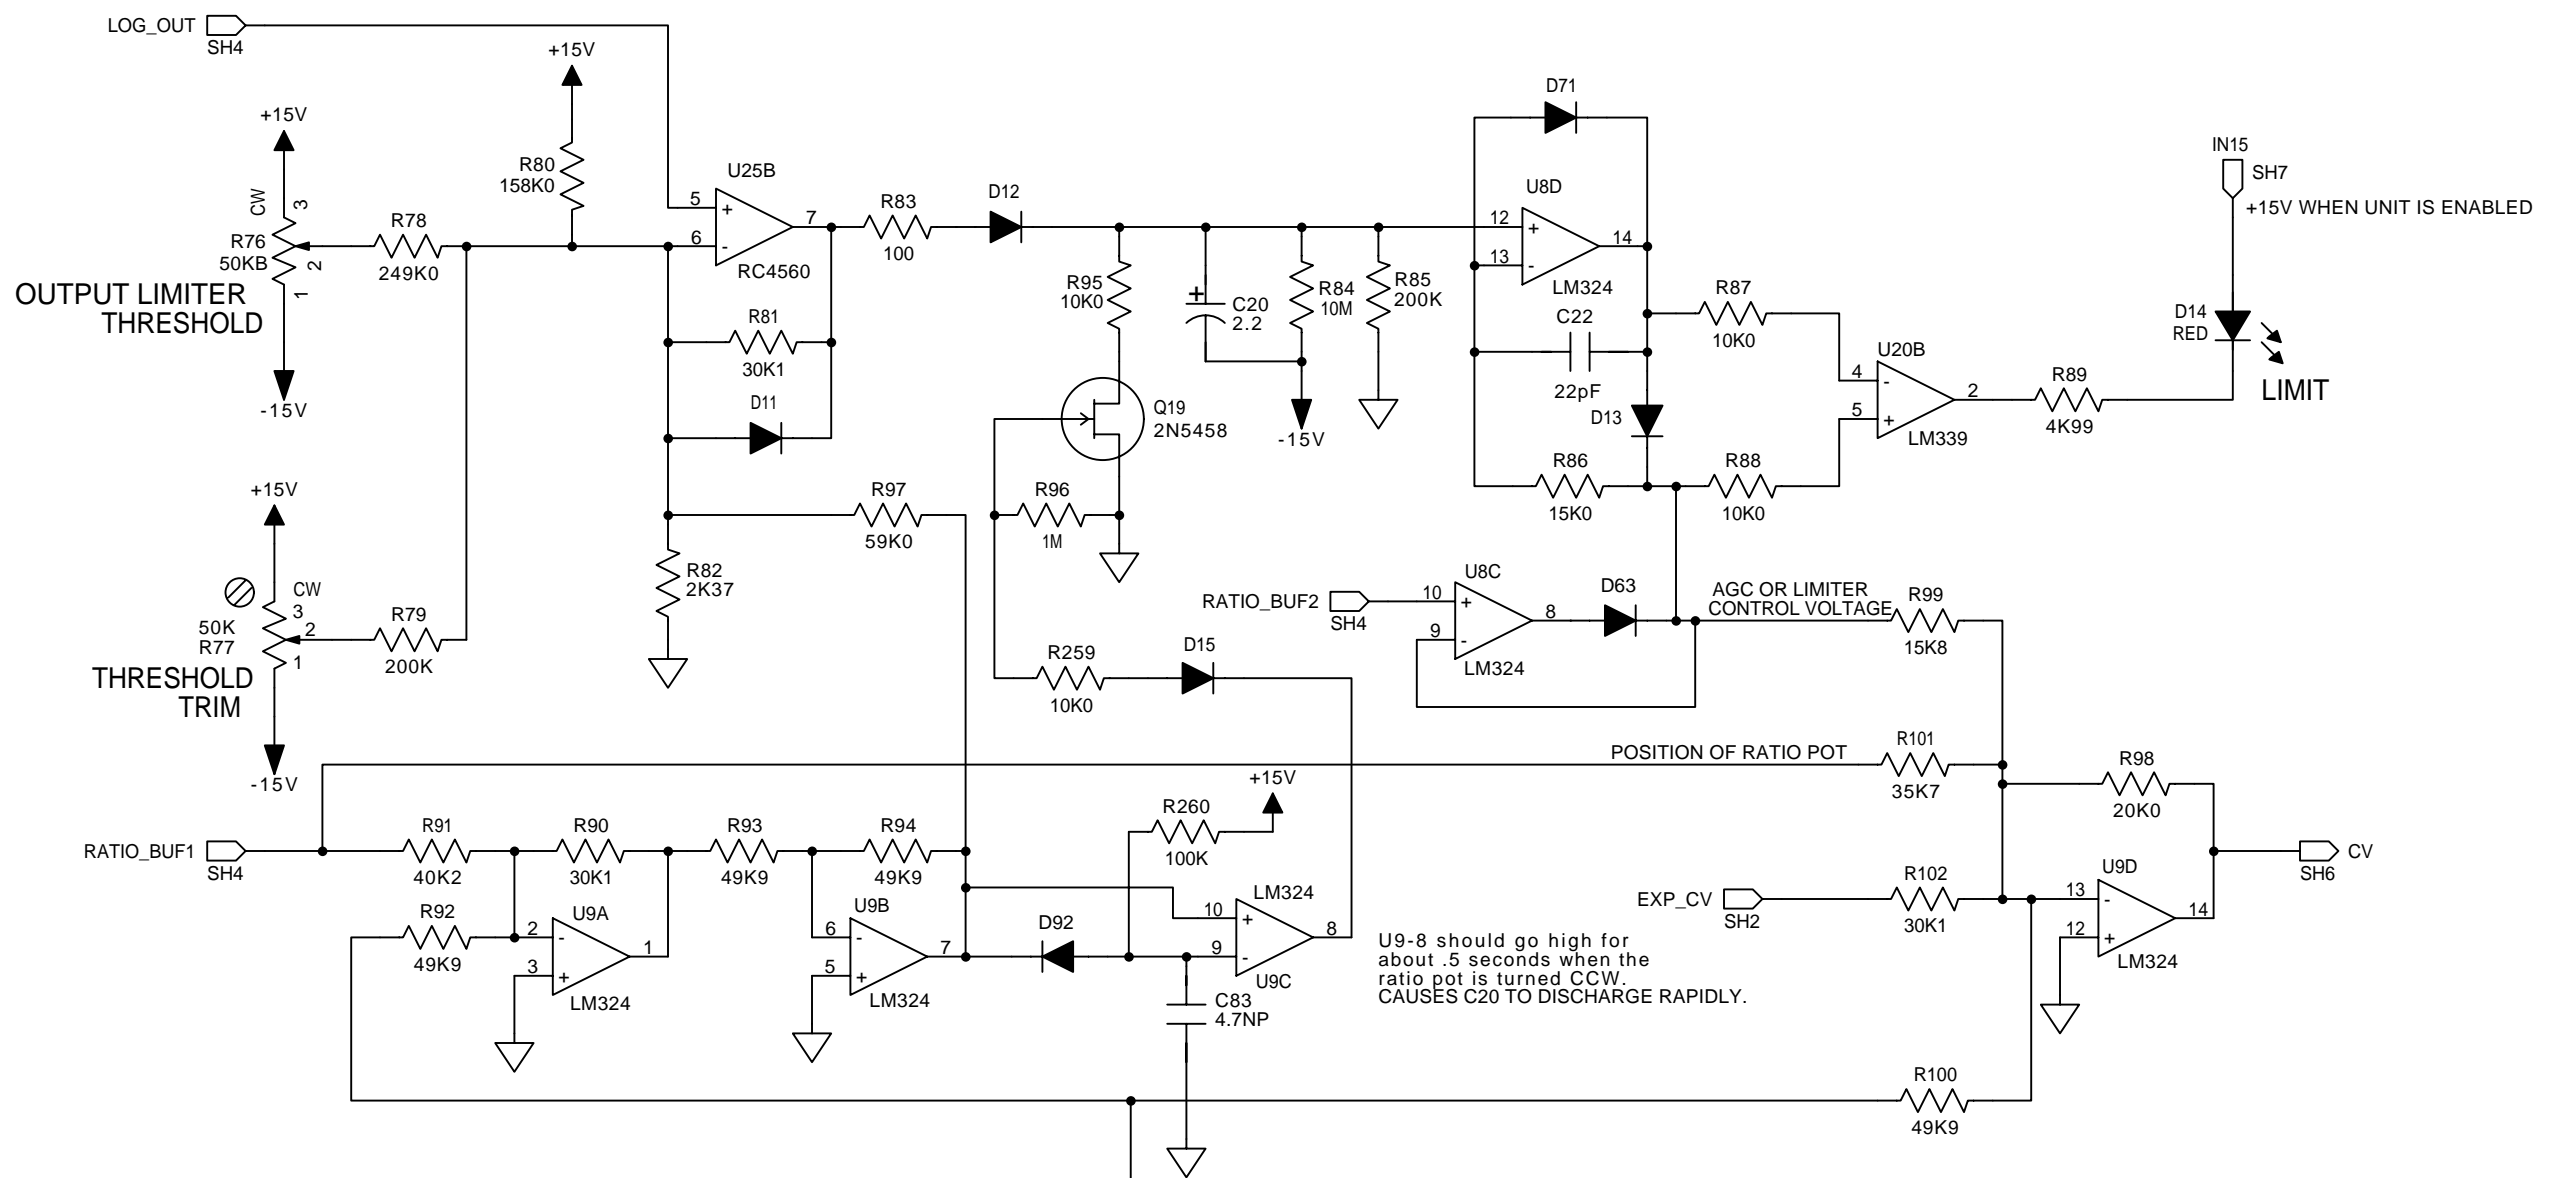 LOG_OUT
SH4
+15V
+15V
R80
158K0
CW
3
R76
50KB
2
1
R78
249K0
OUTPUT LIMITER
THRESHOLD
-15V
U25B
5
+
6
-
7
RC4560
R83
100
D12
R81
30K1
D11
R95
10K0
C20
2.2
+
R84
10M
R85
200K
-15V
Q19
2N5458
D71
U8D
12
+
13
-
14
LM324
C22
22pF
R87
10K0
D13
U20B
4
-
5
+
2
LM339
R89
4K99
IN15
SH7
+15V WHEN UNIT IS ENABLED
D14
RED
LIMIT
R86
15K0
R88
10K0
+15V
CW
3
2
1
50K
R77
THRESHOLD
TRIM
-15V
R79
200K
R97
59K0
R96
1M
R82
2K37
RATIO_BUF2
SH4
U8C
10
+
9
-
8
LM324
D63
AGC OR LIMITER
CONTROL VOLTAGE
R99
15K8
R259
10K0
D15
POSITION OF RATIO POT
R101
35K7
R98
20K0
+15V
R260
100K
RATIO_BUF1
SH4
R91
40K2
R90
30K1
R93
49K9
R94
49K9
R92
49K9
U9A
2
-
3
+
1
LM324
U9B
6
-
5
+
7
LM324
D92
LM324
10
+
9
-
8
U9C
C83
4.7NP
U9-8 should go high for
about .5 seconds when the
ratio pot is turned CCW.
CAUSES C20 TO DISCHARGE RAPIDLY.
EXP_CV
SH2
R102
30K1
U9D
13
-
12
+
14
LM324
CV
SH6
R100
49K9